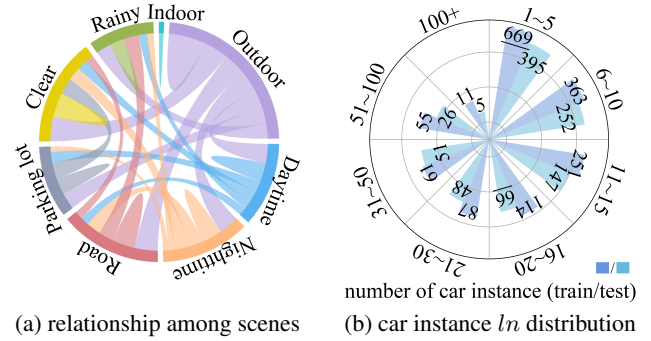 Rainy
Indoor
Outdoor
Daytime
Nighttime
Road
Parking lot
Clear
(a) relationship among scenes
1~5
6~10
11~15
16~20
21~30
31~50
51~100
100+
669
395
363
252
251
147
114
99
87
48
61
51
55
26
11
5
/
number of car instance (train/test)
(b) car instance ln distribution